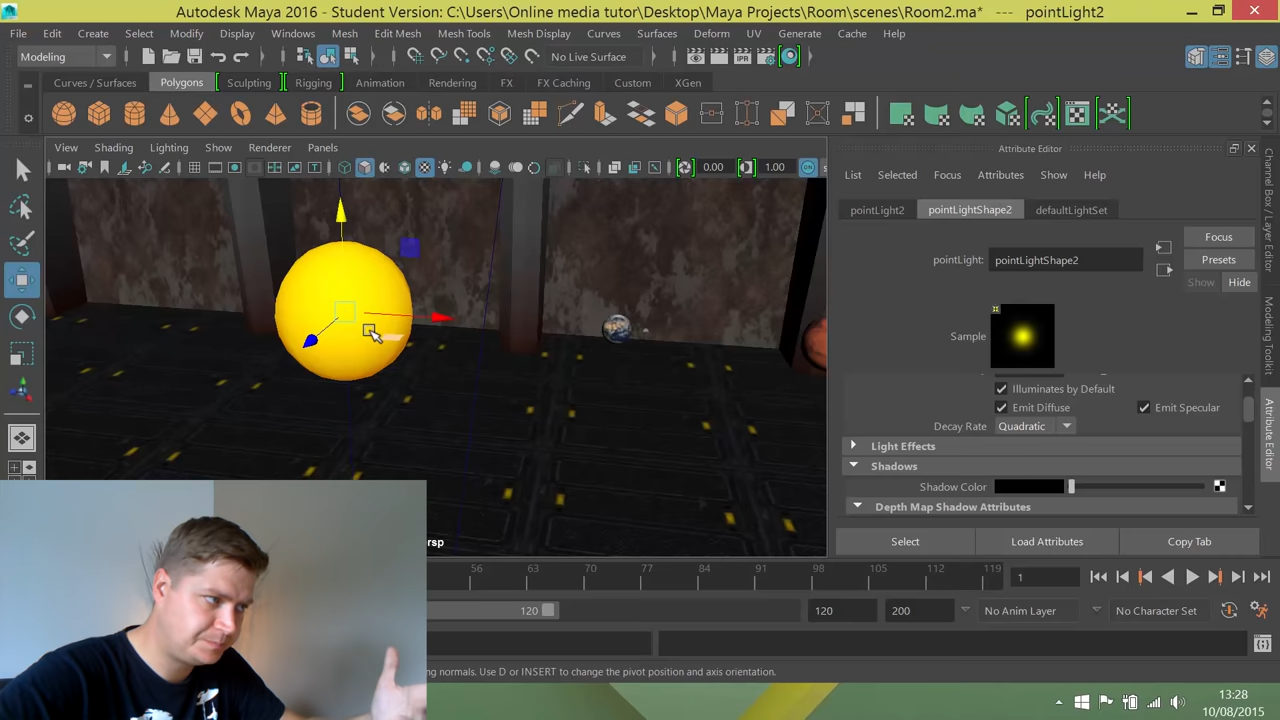 Autodesk Maya 2016 - Student Version: C:\Users\Online media tutor\Desktop\Maya Projects\Room\scenes\Room2.ma* --- pointLight2
File Edit Create Select Modify Display Windows Mesh Edit Mesh Mesh Tools Mesh Display Curves Surfaces Deform UV Generate Cache Help
Modeling No Live Surface IPR
Curves / Surfaces Polygons Sculpting Rigging Animation Rendering FX FX Caching Custom XGen
View Shading Lighting Show Renderer Panels
0.00 1.00 ON
Attribute Editor
List Selected Focus Attributes Show Help
pointLight2 pointLightShape2 defaultLightSet
Focus
pointLight: pointLightShape2
Presets
Show Hide
Sample
Illuminates by Default
Emit Diffuse Emit Specular
Decay Rate Quadratic
Light Effects
Shadows
Shadow Color
Depth Map Shadow Attributes
Select Load Attributes Copy Tab
Channel Box / Layer Editor
Modeling Toolkit
Attribute Editor
ersp
56 63 70 77 84 91 98 105 112 119
1
120 120 200 No Anim Layer No Character Set
ng normals. Use D or INSERT to change the pivot position and axis orientation.
13:28
10/08/2015